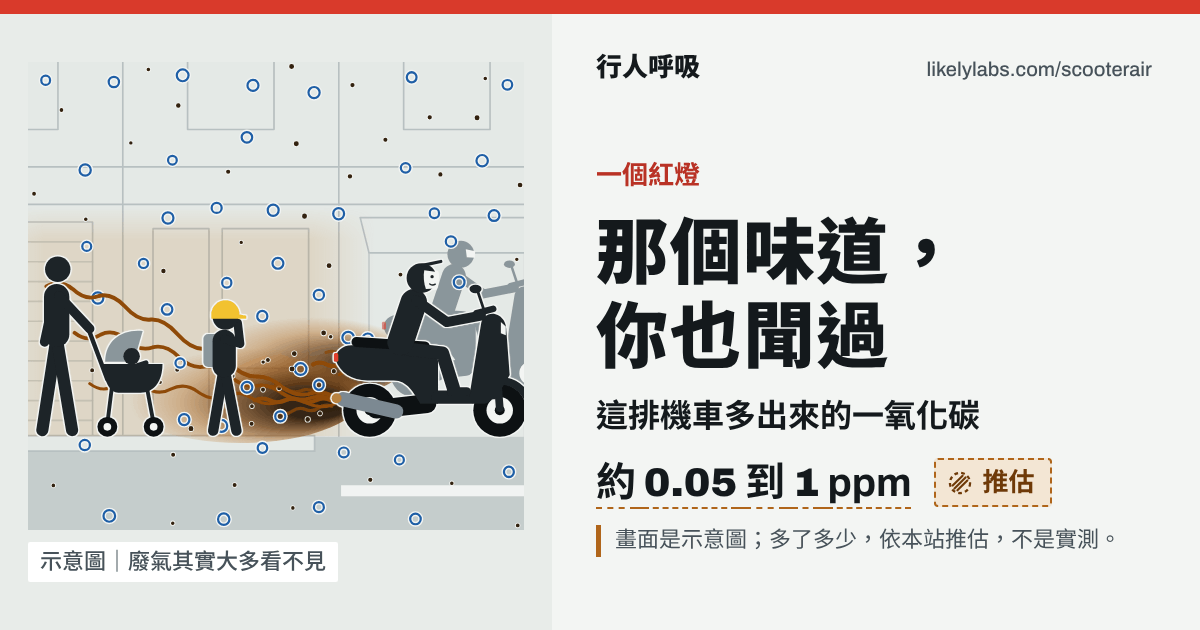 行人呼吸
likelylabs.com/scooterair
一個紅燈
那個味道，
你也聞過
這排機車多出來的一氧化碳
約 0.05 到 1 ppm
推估
畫面是示意圖；多了多少，依本站推估，不是實測。
示意圖｜廢氣其實大多看不見